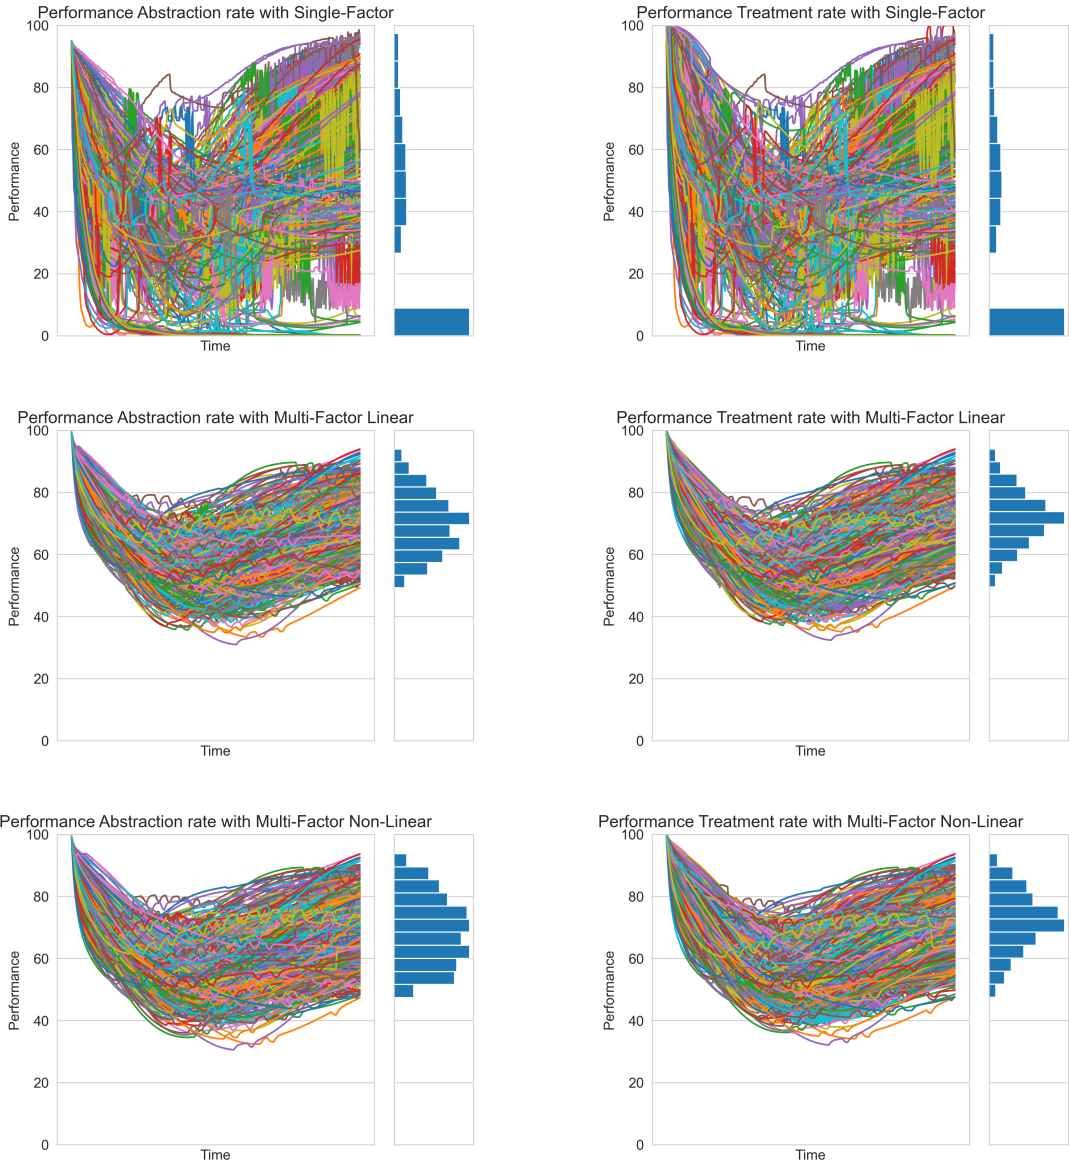 Performance Abstraction rate with Single-Factor
100
80
60
40
20
0
Performance
Time
Performance Treatment rate with Single-Factor
100
80
60
40
20
0
Performance
Time
Performance Abstraction rate with Multi-Factor Linear
100
80
60
40
20
0
Performance
Time
Performance Treatment rate with Multi-Factor Linear
100
80
60
40
20
0
Performance
Time
Performance Abstraction rate with Multi-Factor Non-Linear
100
80
60
40
20
0
Performance
Time
Performance Treatment rate with Multi-Factor Non-Linear
100
80
60
40
20
0
Performance
Time